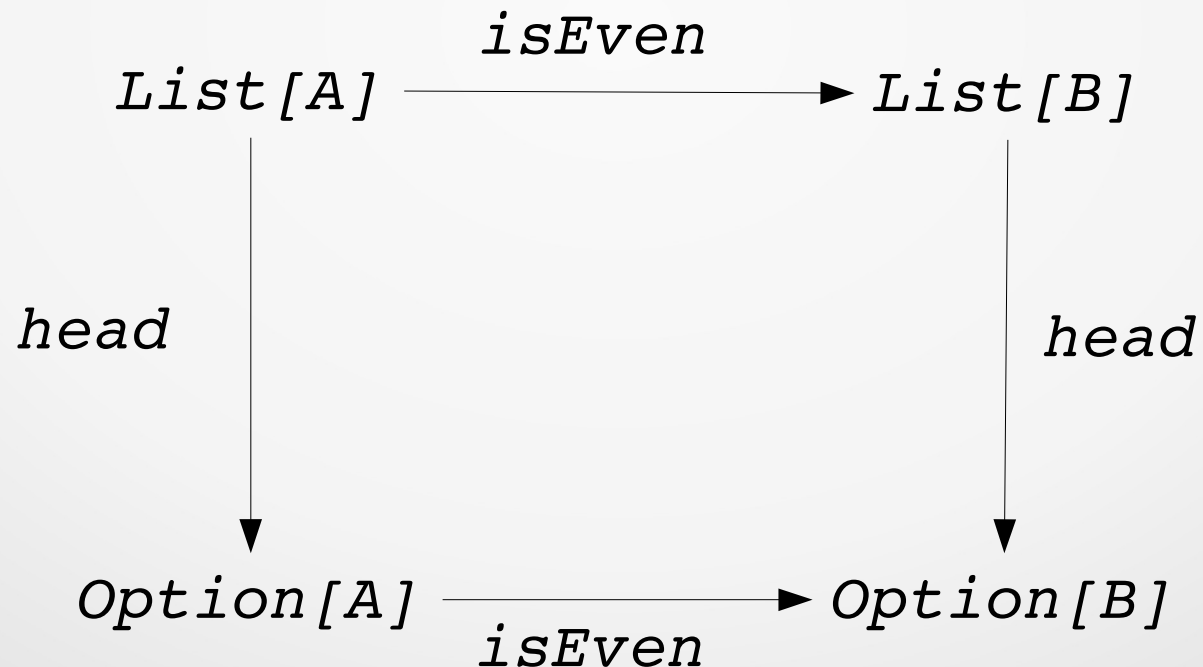 isEven
List[A]
List[B]
head
head
Option[A]
Option[B]
isEven